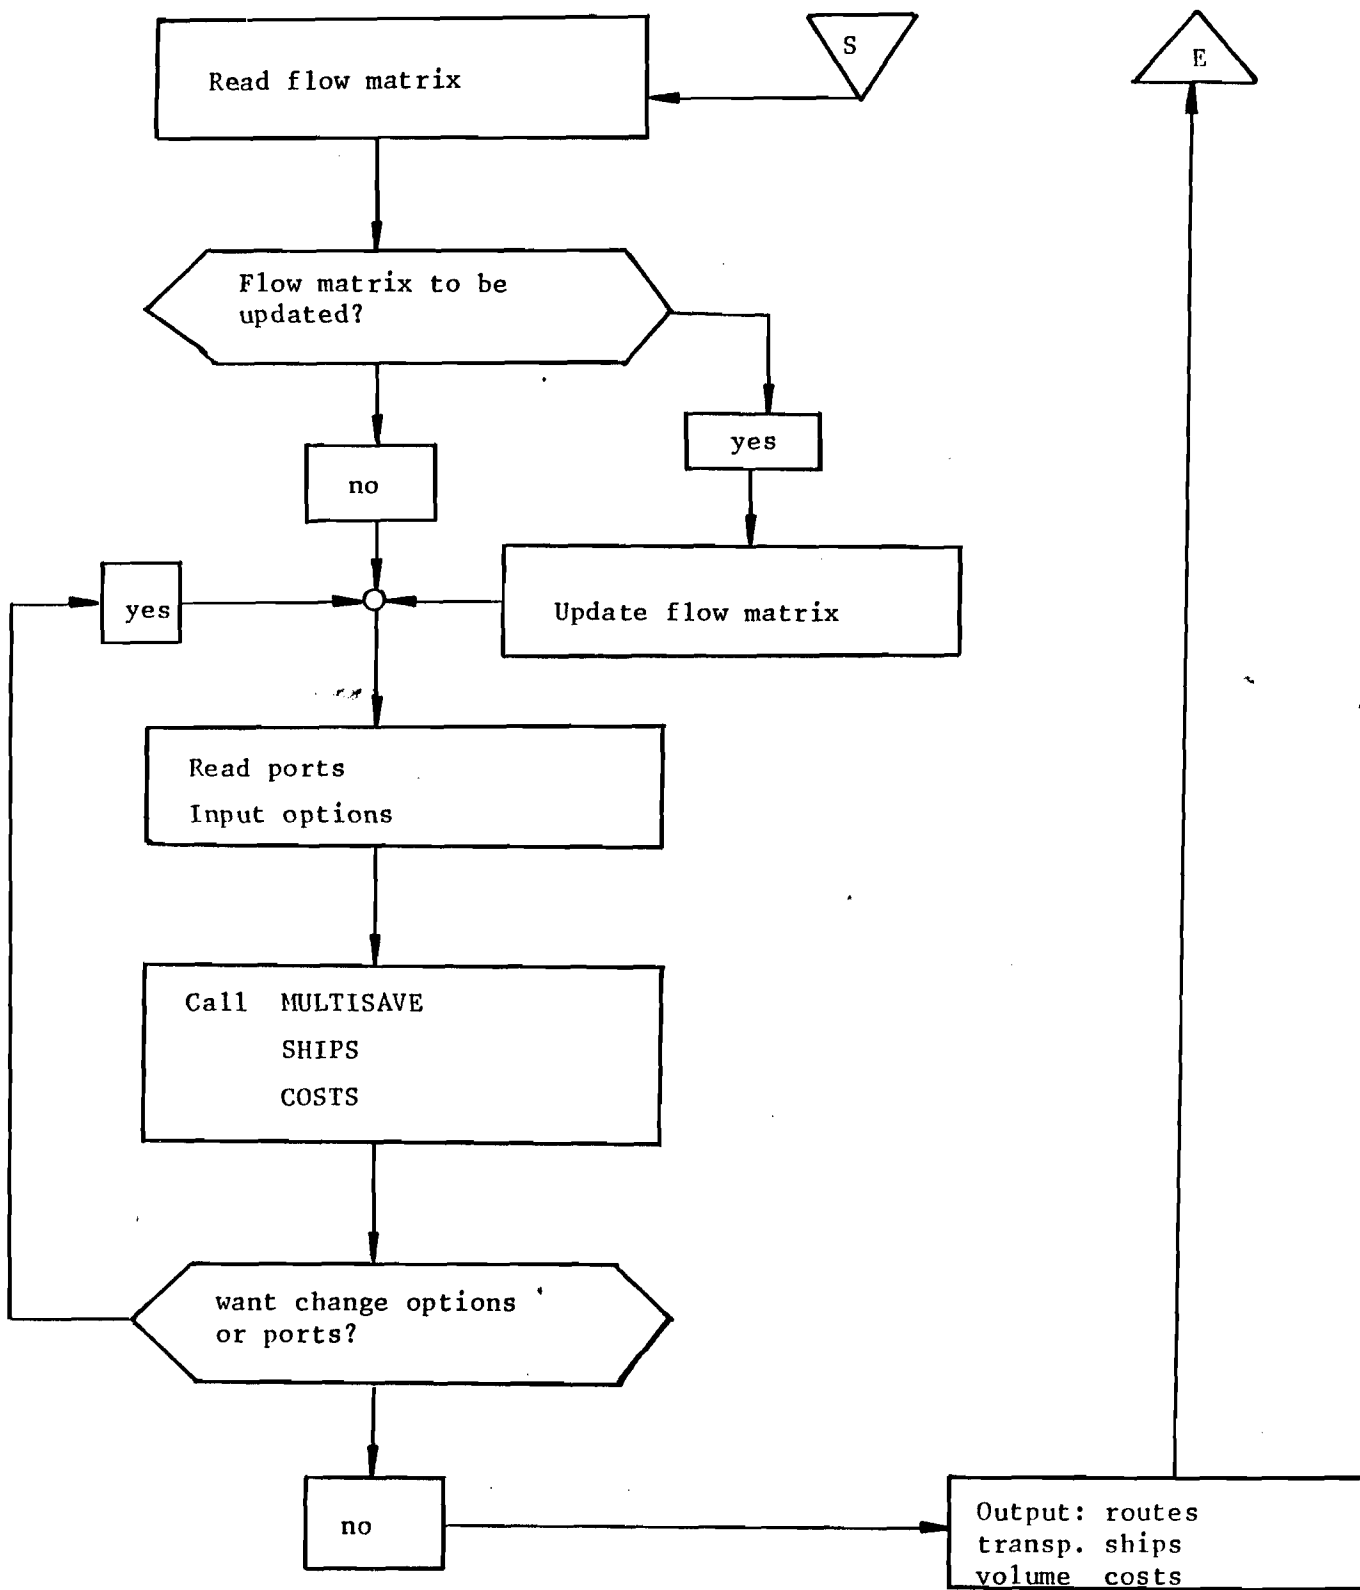 S
E
Read flow matrix
Flow matrix to be
updated?
yes
no
yes
Update flow matrix
Read ports
Input options
Call MULTISAVE
SHIPS
COSTS
want change options
or ports?
no
Output: routes
transp. ships
volume costs